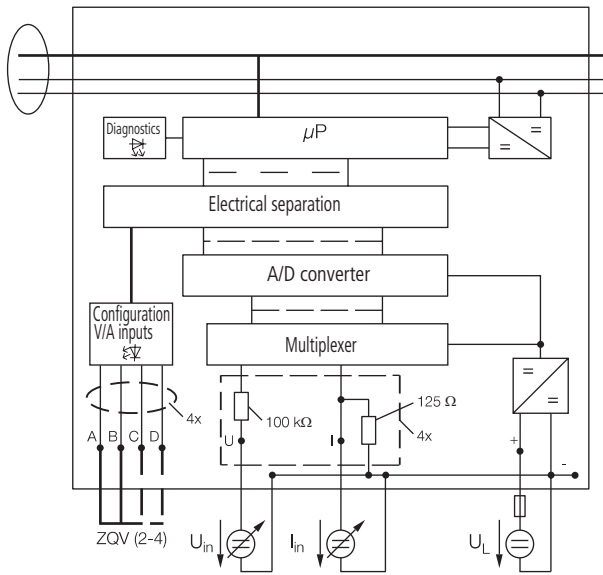 Diagnostics
µP
=
=
Electrical separation
A/D converter
Configuration
V/A inputs
Multiplexer
=
=
100 kΩ
125 Ω
4x
4x
A B C D
U
I
+
-
ZQV (2-4)
Uin
Iin
UL